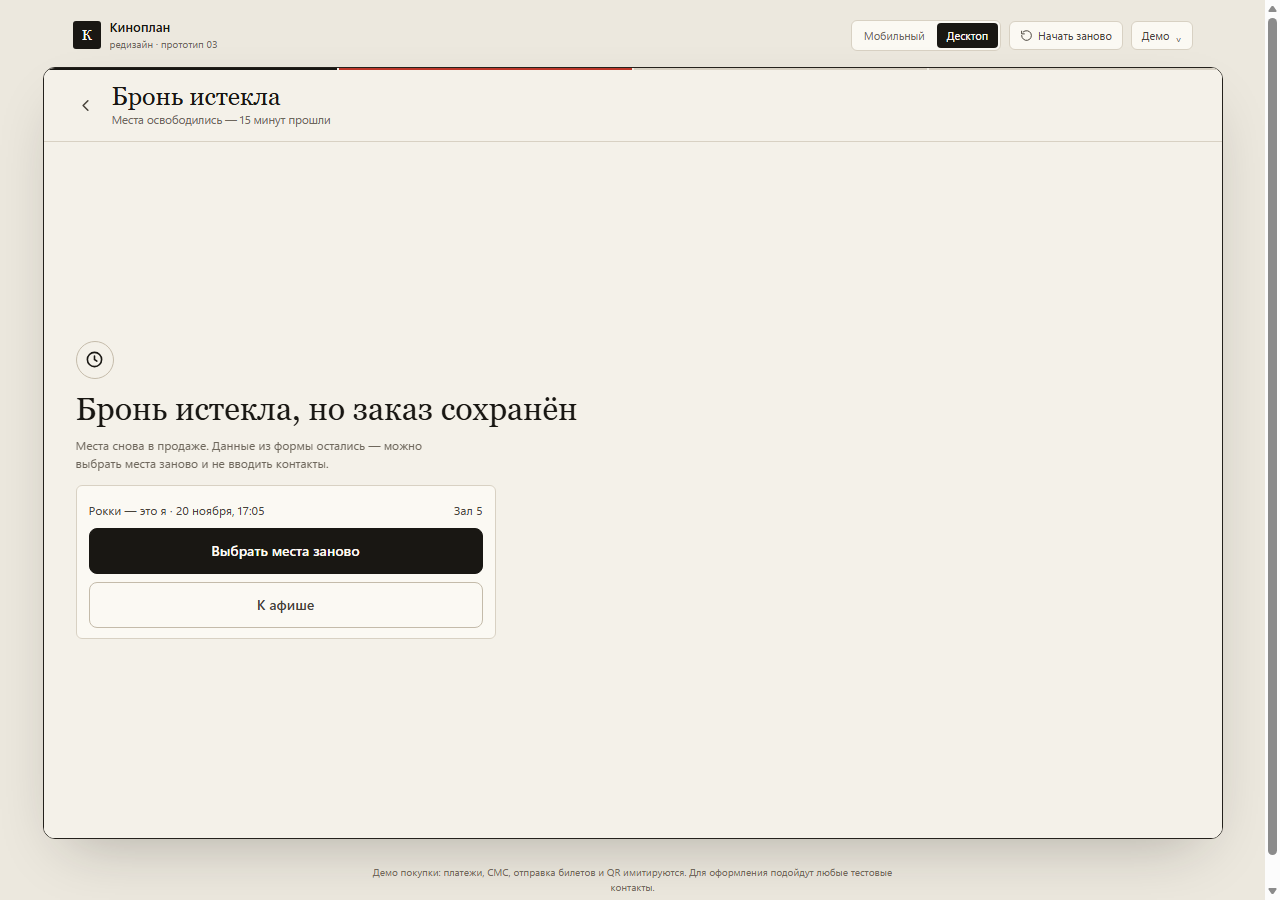 К
Киноплан
редизайн · прототип 03
Мобильный
Десктоп
Начать заново
Демо
Бронь истекла
Места освободились — 15 минут прошли
Бронь истекла, но заказ сохранён
Места снова в продаже. Данные из формы остались — можно
выбрать места заново и не вводить контакты.
Рокки — это я · 20 ноября, 17:05
Зал 5
Выбрать места заново
К афише
Демо покупки: платежи, СМС, отправка билетов и QR имитируются. Для оформления подойдут любые тестовые
контакты.